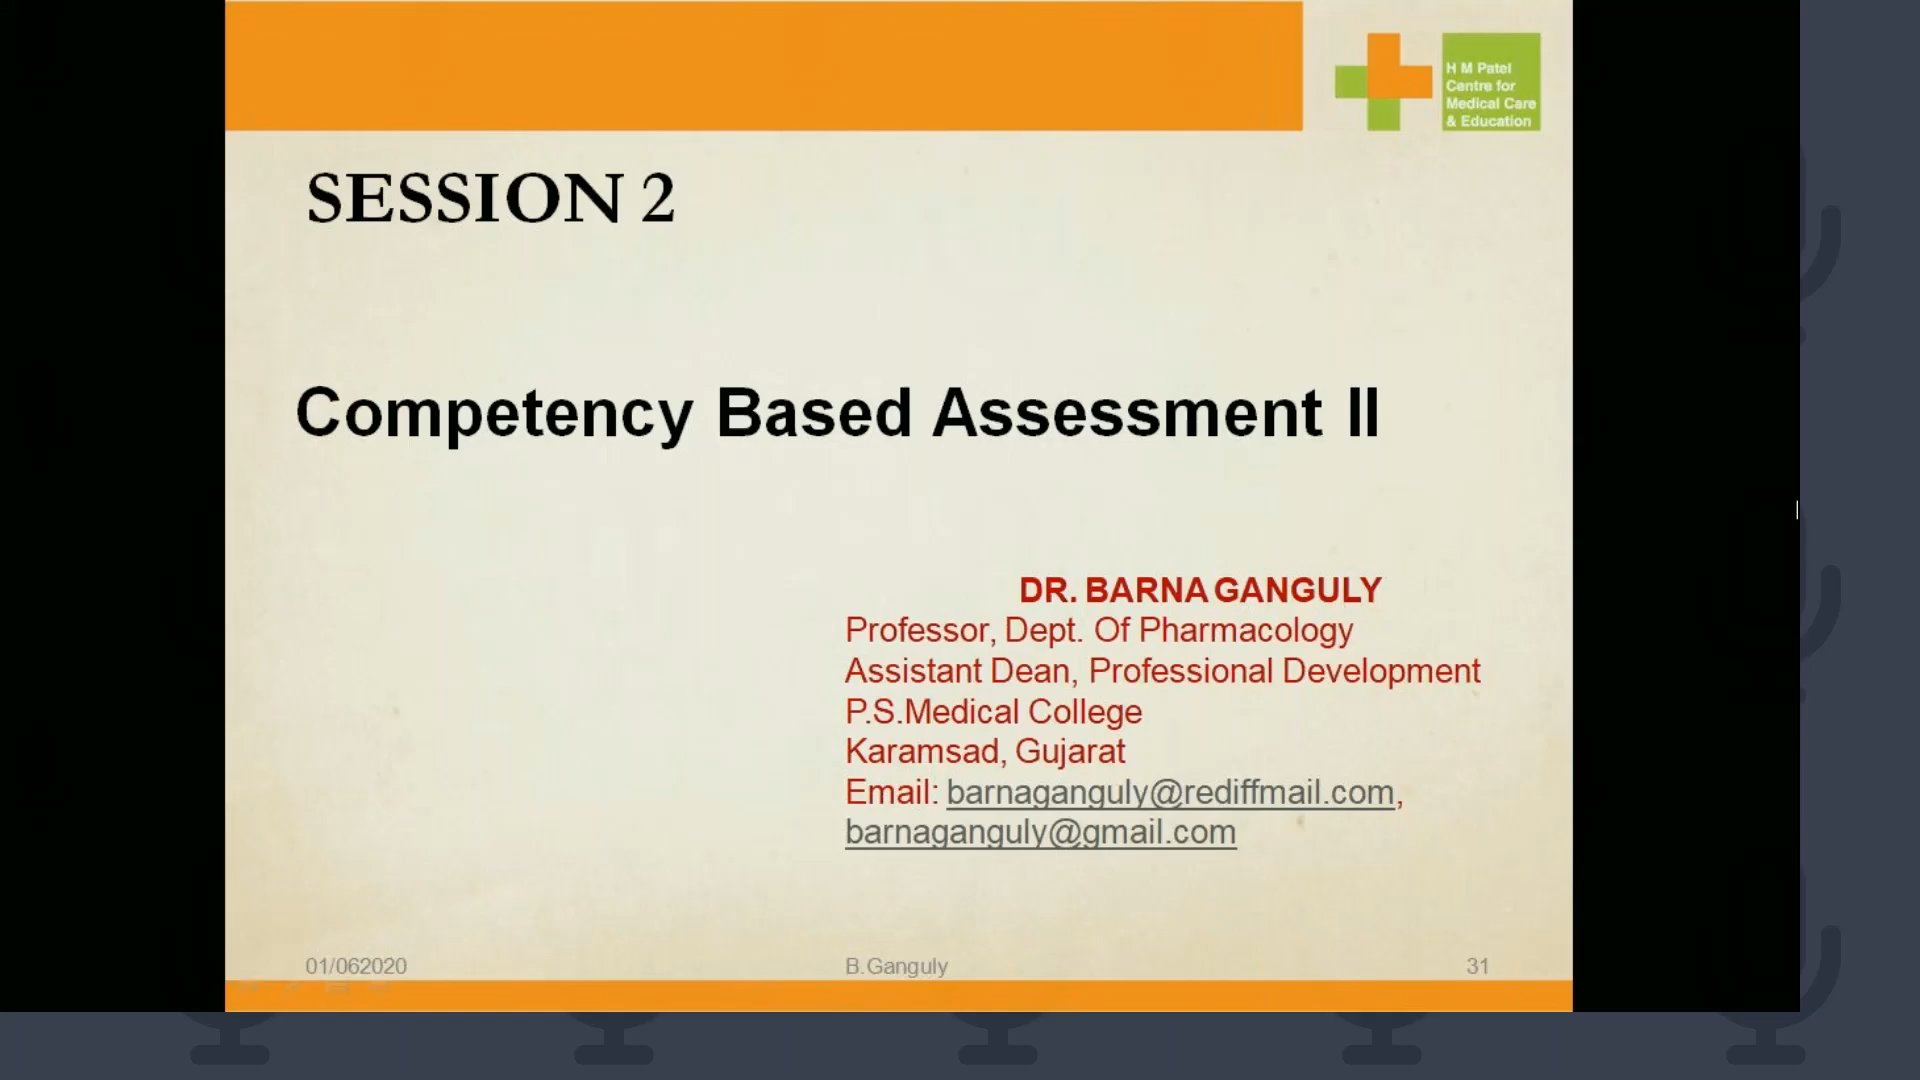 H M Patel
Centre for
Medical Care
& Education
SESSION 2
Competency Based Assessment II
DR. BARNA GANGULY
Professor, Dept. Of Pharmacology
Assistant Dean, Professional Development
P.S.Medical College
Karamsad, Gujarat
Email: barnaganguly@rediffmail.com,
barnaganguly@gmail.com
01/062020 B.Ganguly 31